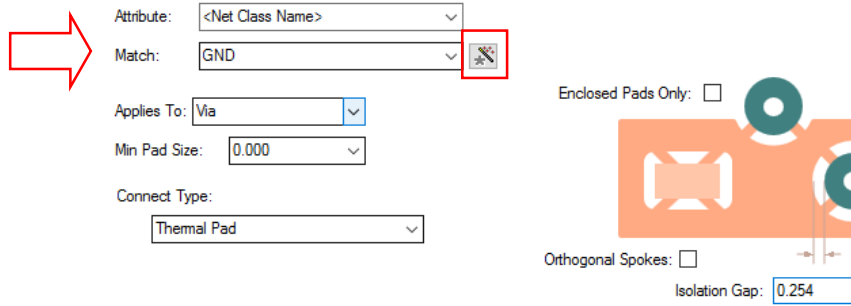 Attribute: <Net Class Name>
Match: GND
Applies To: Via
Min Pad Size: 0.000
Connect Type:
Thermal Pad
Enclosed Pads Only:
Orthogonal Spokes:
Isolation Gap: 0.254